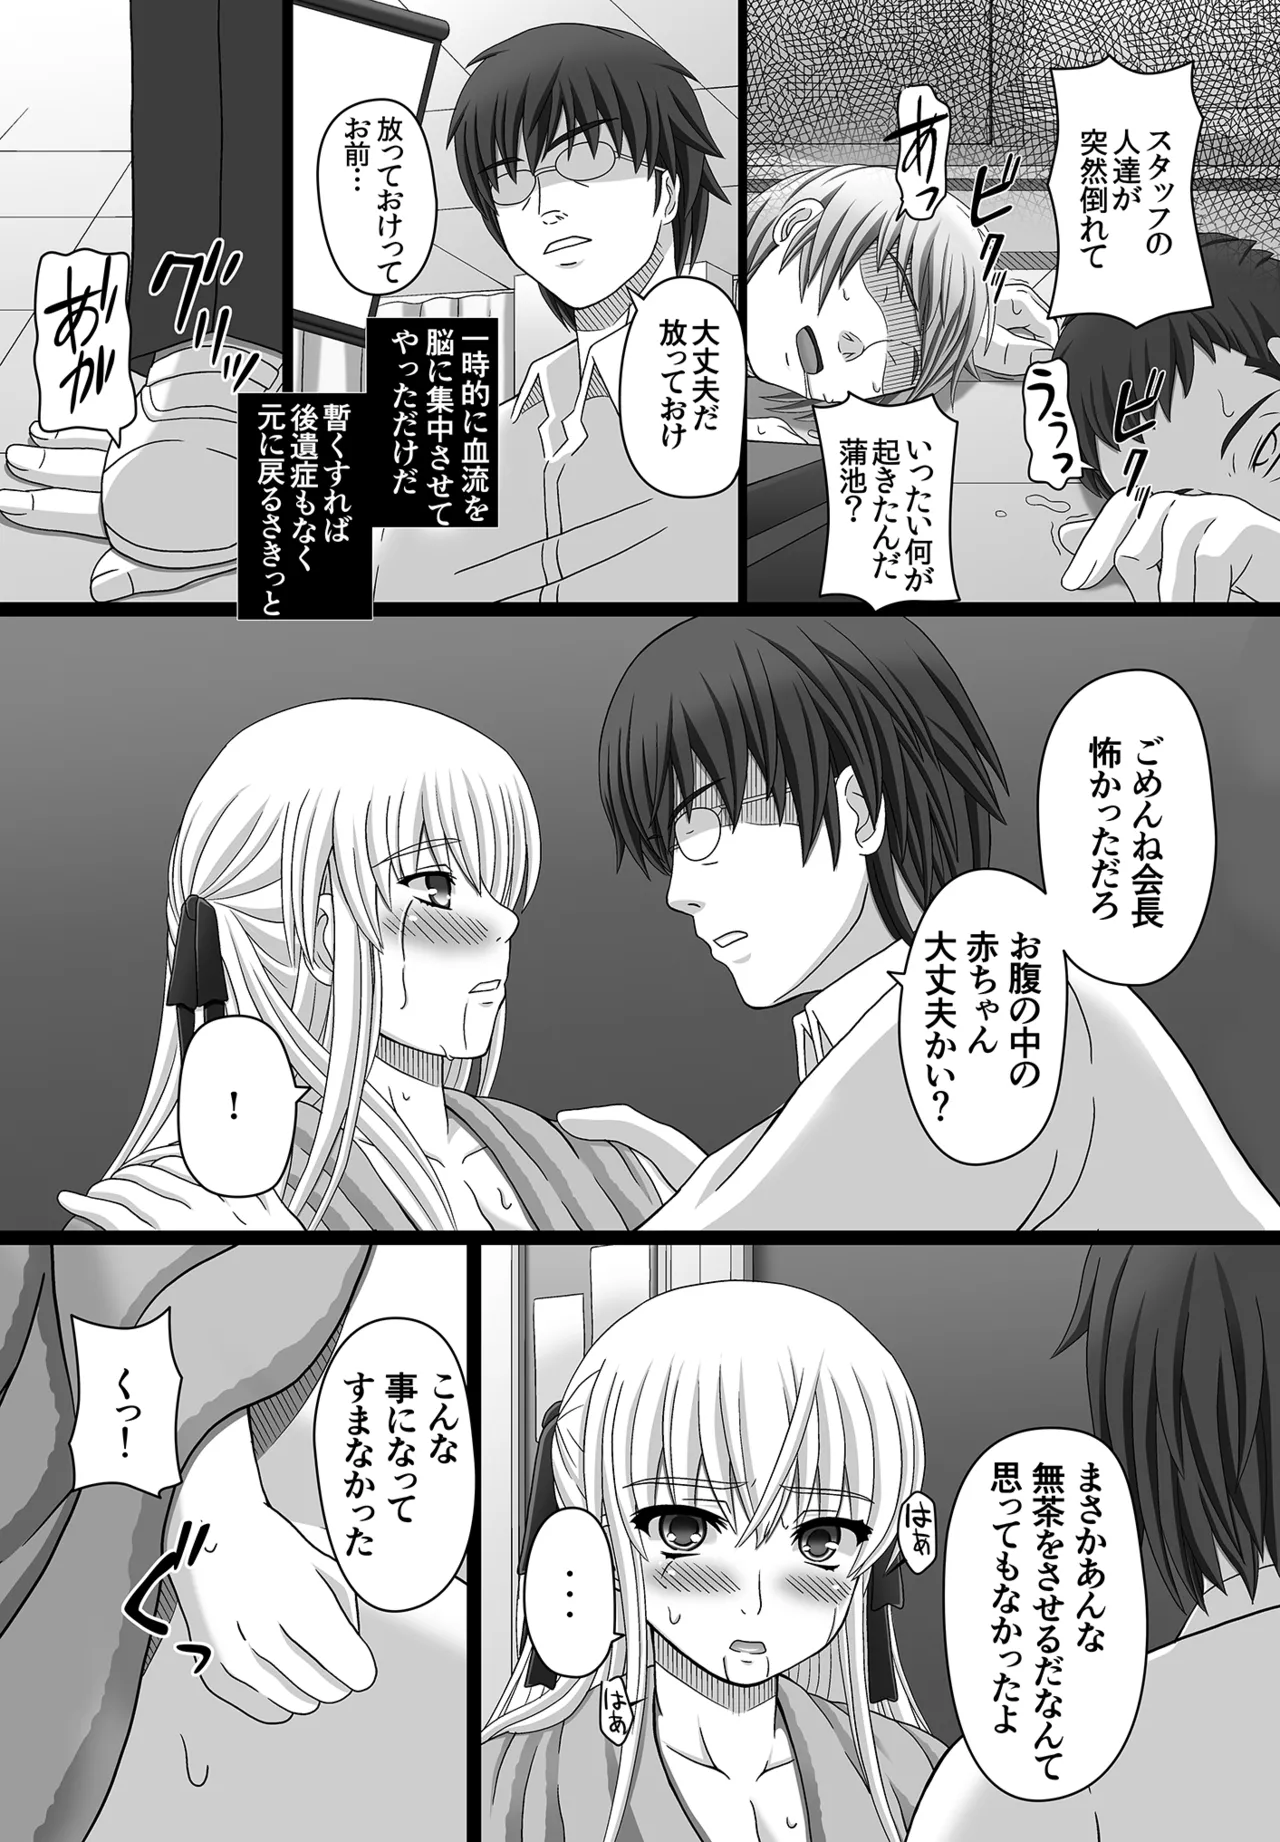 スタッフの
人達が
突然倒れて
あっ
ビク
ビク
ううっ
いったい何が
起きたんだ
蒲池？
大丈夫だ
放っておけ
放っておけって
お前…
一時的に血流を
脳に集中させて
やっただけだ
暫くすれば
後遺症もなく
元に戻るさきっと
グッ
あがが
ごめんね会長
怖かっただろ
お腹の中の
赤ちゃん
大丈夫かい？
！
まさかあんな
無茶をさせるだなんて
思ってもなかったよ
はぁ
…
はぁ
こんな
事になって
すまなかった
くっ！
ぐっ